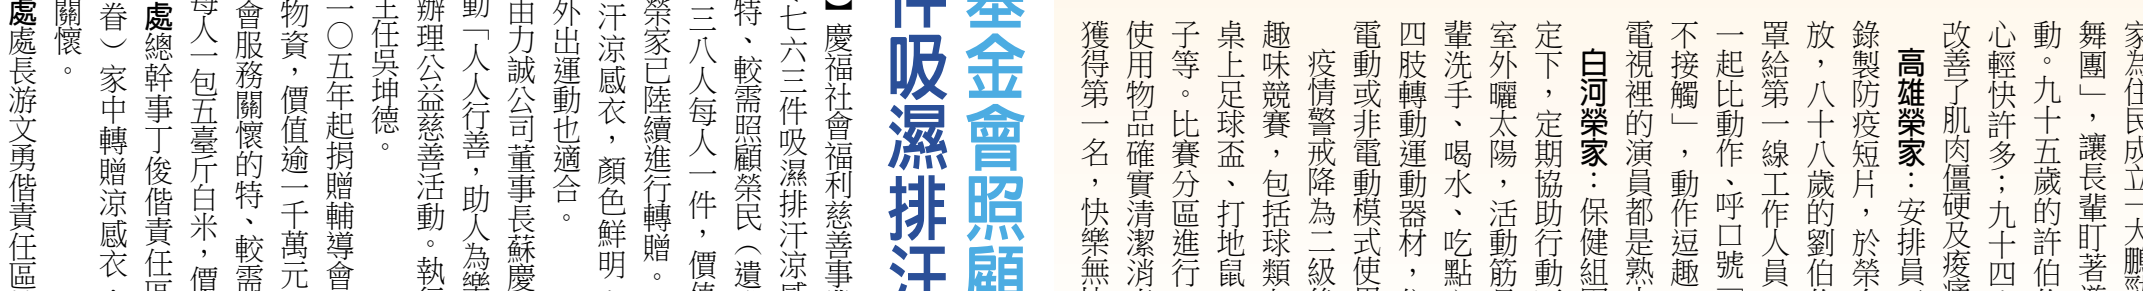 家為住民成立一大鵬
舞團」，讓長輩盯著
動。九十五歲的許伯
心輕快許多；九十四
改善了肌肉僵硬及痠痛
高雄榮家：安排員
錄製防疫短片，於榮
放，八十八歲的劉伯
罩給第一線工作人員
一起比動作、呼口號「
不接觸」，動作逗趣
電視裡的演員都是熟
白河榮家：保健組
定下，定期協助行動
室外曬太陽，活動筋
輩洗手、喝水、吃點
四肢轉動運動器材，
電動或非電動模式使用
疫情警戒降為二級後
趣味競賽，包括球類
桌上足球盃、打地鼠
子等。比賽分區進行
使用物品確實清潔消
獲得第一名，快樂無
基金會照顧
件吸濕排汗
】慶福社會福利慈善事業
七六三件吸濕排汗涼感
特、較需照顧榮民（遺
三八人每人一件，價值
榮家已陸續進行轉贈。
汗涼感衣，顏色鮮明
外出運動也適合。
由力誠公司董事長蘇慶
動「人人行善，助人為樂
辦理公益慈善活動。執行
主任吳坤德。
一○五年起捐贈輔導會
物資，價值逾一千萬元
會服務關懷的特、較需
每人一包五臺斤白米，價
處總幹事丁俊偕責任區
眷）家中轉贈涼感衣，
關懷。
處處長游文勇偕責任區